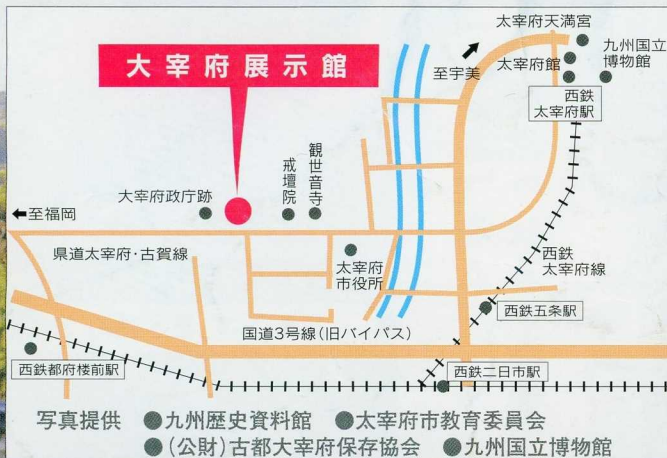 太宰府天満宮
九州国立
博物館
太宰府館
至宇美
西鉄
太宰府駅
大宰府展示館
観世音寺
戒壇院
大宰府政庁跡
至福岡
県道太宰府・古賀線
太宰府
市役所
西鉄
太宰府線
西鉄五条駅
国道3号線(旧バイパス)
西鉄都府楼前駅
西鉄二日市駅
写真提供 ●九州歴史資料館 ●太宰府市教育委員会
●(公財)古都大宰府保存協会 ●九州国立博物館